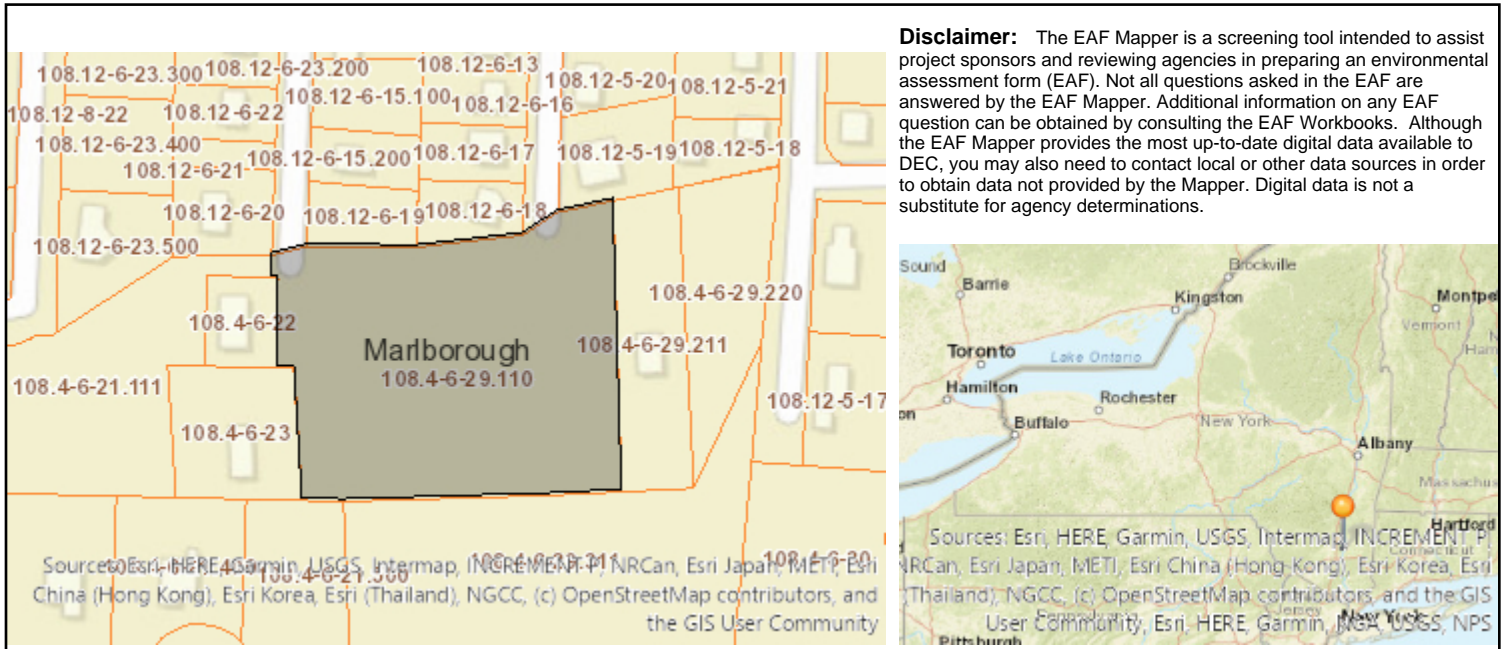 Disclaimer: The EAF Mapper is a screening tool intended to assist
project sponsors and reviewing agencies in preparing an environmental
assessment form (EAF). Not all questions asked in the EAF are
answered by the EAF Mapper. Additional information on any EAF
question can be obtained by consulting the EAF Workbooks. Although
the EAF Mapper provides the most up-to-date digital data available to
DEC, you may also need to contact local or other data sources in order
to obtain data not provided by the Mapper. Digital data is not a
substitute for agency determinations.
108.12-6-23.300
108.12-6-23.200
108.12-6-13
108.12-5-20
108.12-5-21
108.12-6-15.100
108.12-6-16
108.12-8-22
108.12-6-22
108.12-6-23.400
108.12-6-15.200
108.12-6-17
108.12-5-19
108.12-5-18
108.12-6-21
108.12-6-20
108.12-6-19
108.12-6-18
108.12-6-23.500
108.4-6-29.220
108.4-6-22
Marlborough
108.4-6-29.211
108.4-6-29.110
108.4-6-21.111
108.12-5-17
108.4-6-23
Sources: Esri, HERE, Garmin, USGS, Intermap, INCREMENT P, NRCan, Esri Japan, METI, Esri
China (Hong Kong), Esri Korea, Esri (Thailand), NGCC, (c) OpenStreetMap contributors, and
the GIS User Community
Sound
Barrie
Brockville
Kingston
Montpe
Vermont
Toronto
Lake Ontario
Ham
Hamilton
on
Rochester
Buffalo
New York
Albany
Massachus
Hartford
Connecticut
Sources: Esri, HERE, Garmin, USGS, Intermap, INCREMENT P,
NRCan, Esri Japan, METI, Esri China (Hong Kong), Esri Korea, Esri
(Thailand), NGCC, (c) OpenStreetMap contributors, and the GIS
User Community, Esri, HERE, Garmin, NGA, USGS, NPS
Pennsylvania
Jersey
New York
Pittsburgh